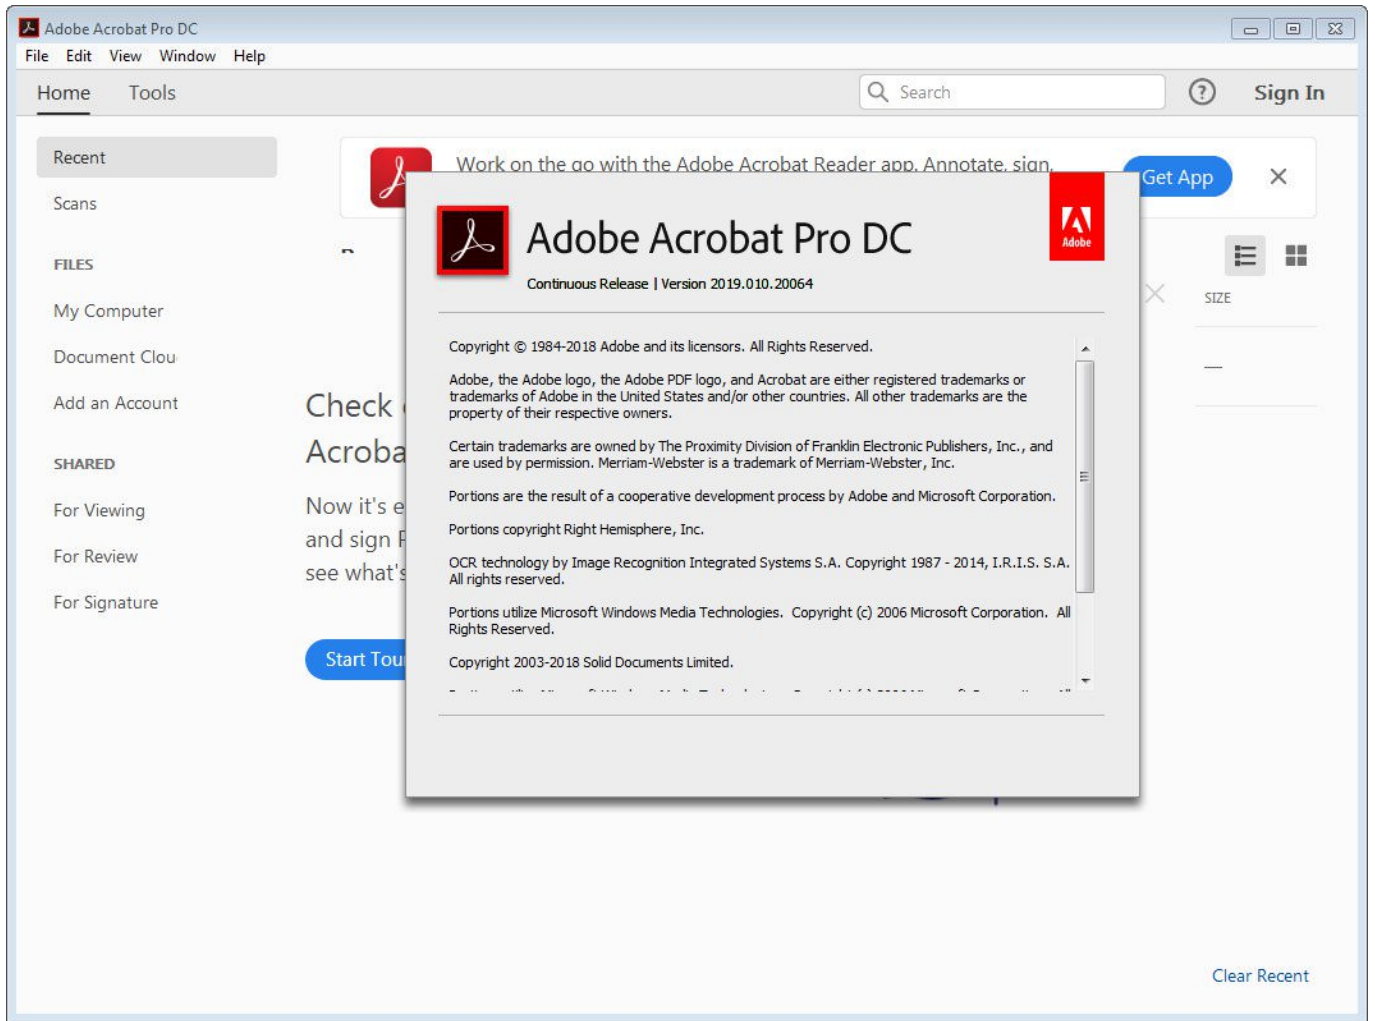 Adobe Acrobat Pro DC
File Edit View Window Help
Home Tools
Search
? Sign In
Recent
Scans
FILES
My Computer
Document Clou
Add an Account
SHARED
For Viewing
For Review
For Signature
Work on the go with the Adobe Acrobat Reader app. Annotate, sign,
Get App
SIZE
—
Check
Acroba
Now it's e
and sign
see what's
Start Tou
Adobe Acrobat Pro DC
Adobe
Continuous Release | Version 2019.010.20064
Copyright © 1984-2018 Adobe and its licensors. All Rights Reserved.
Adobe, the Adobe logo, the Adobe PDF logo, and Acrobat are either registered trademarks or
trademarks of Adobe in the United States and/or other countries. All other trademarks are the
property of their respective owners.
Certain trademarks are owned by The Proximity Division of Franklin Electronic Publishers, Inc., and
are used by permission. Merriam-Webster is a trademark of Merriam-Webster, Inc.
Portions are the result of a cooperative development process by Adobe and Microsoft Corporation.
Portions copyright Right Hemisphere, Inc.
OCR technology by Image Recognition Integrated Systems S.A. Copyright 1987 - 2014, I.R.I.S. S.A.
All rights reserved.
Portions utilize Microsoft Windows Media Technologies. Copyright (c) 2006 Microsoft Corporation. All
Rights Reserved.
Copyright 2003-2018 Solid Documents Limited.
Clear Recent